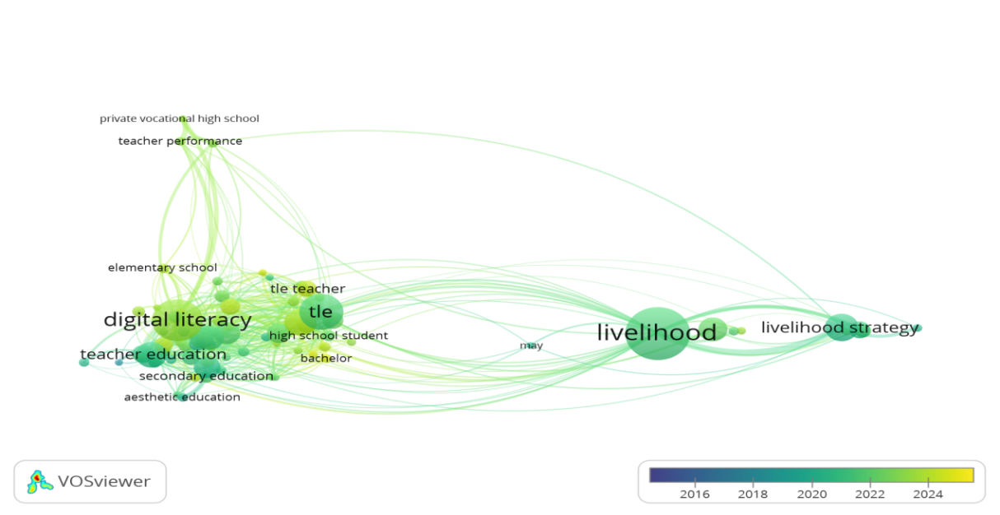 private vocational high school
teacher performance
elementary school
tle teacher
digital literacy
tle
livelihood
livelihood strategy
high school student
may
teacher education
bachelor
secondary education
aesthetic education
VOSviewer
2016 2018 2020 2022 2024